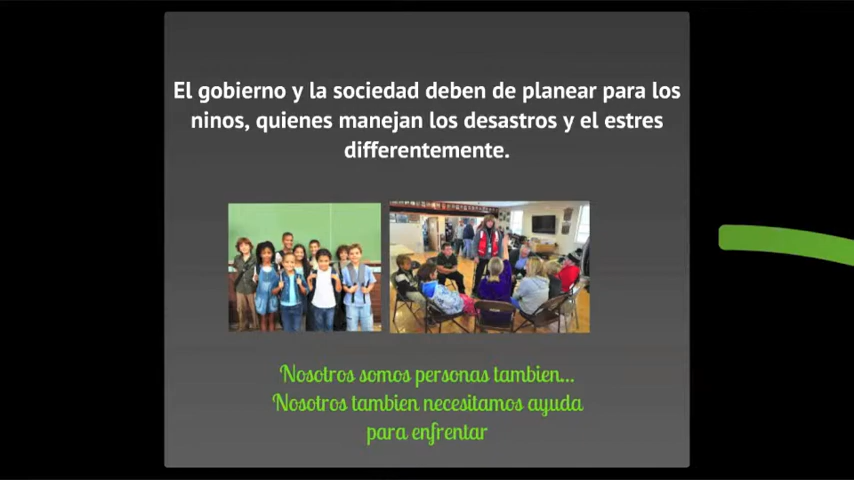 El gobierno y la sociedad deben de planear para los
ninos, quienes manejan los desastros y el estres
differentemente.
Nosotros somos personas tambien...
Nosotros tambien necesitamos ayuda
para enfrentar